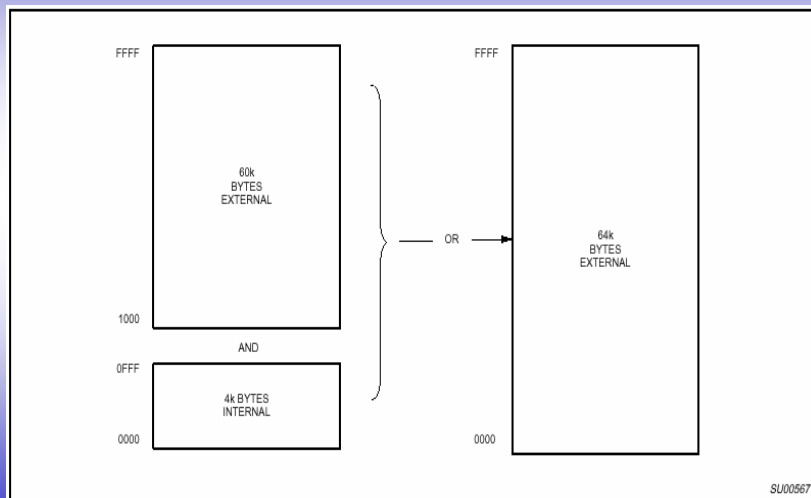 FFFF
60k
BYTES
EXTERNAL
1000
AND
0FFF
4k BYTES
INTERNAL
0000
OR
FFFF
64k
BYTES
EXTERNAL
0000
SU00567